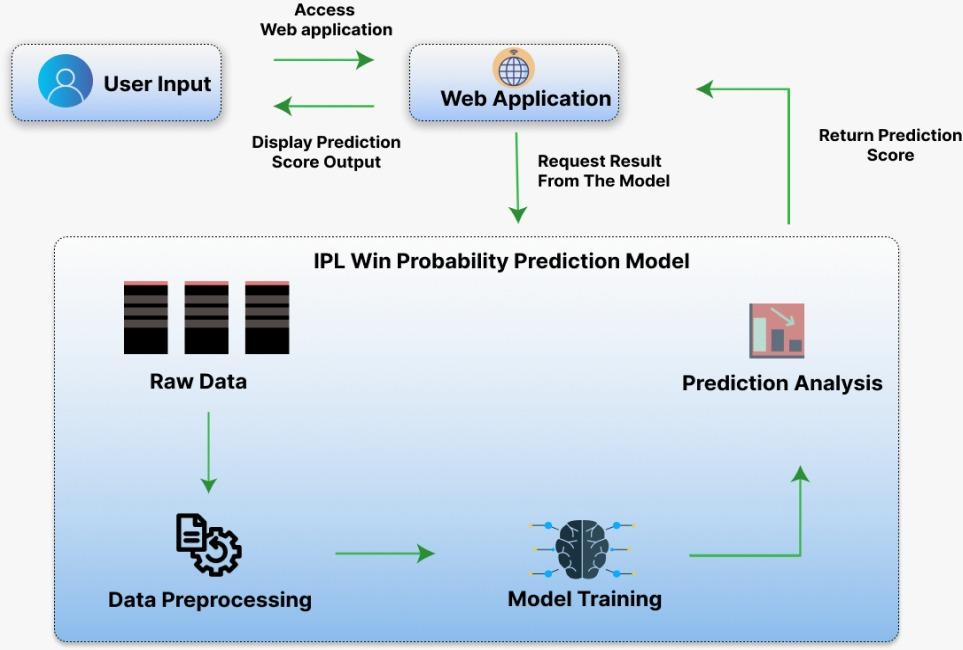 Access
Web application
User Input
Web Application
Display Prediction
Score Output
Request Result
From The Model
Return Prediction
Score
IPL Win Probability Prediction Model
Raw Data
Prediction Analysis
Data Preprocessing
Model Training